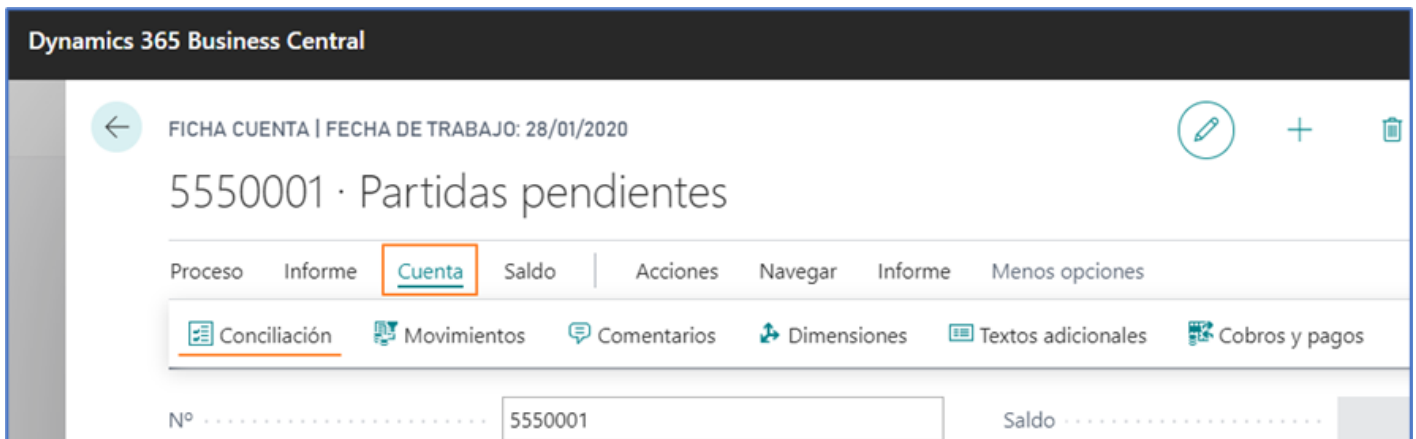 Dynamics 365 Business Central
FICHA CUENTA | FECHA DE TRABAJO: 28/01/2020
5550001 · Partidas pendientes
Proceso Informe Cuenta Saldo Acciones Navegar Informe Menos opciones
Conciliación Movimientos Comentarios Dimensiones Textos adicionales Cobros y pagos
Nº 5550001 Saldo